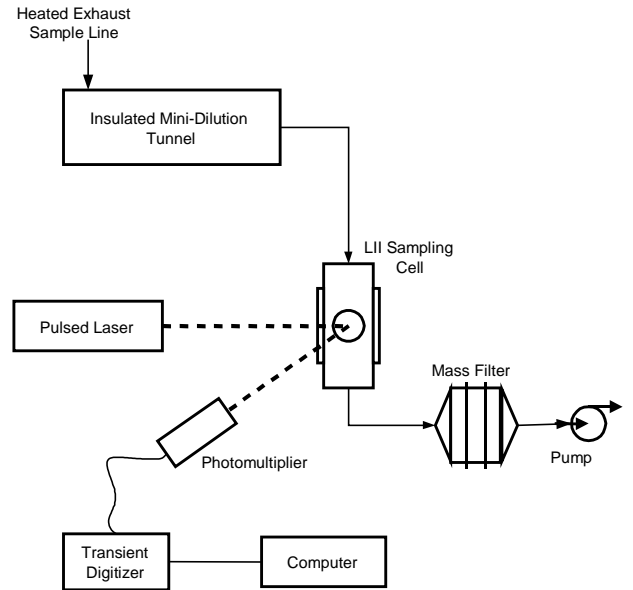 Heated Exhaust
Sample Line
Insulated Mini-Dilution
Tunnel
LII Sampling
Cell
Pulsed Laser
Mass Filter
Photomultiplier
Pump
Transient
Digitizer
Computer